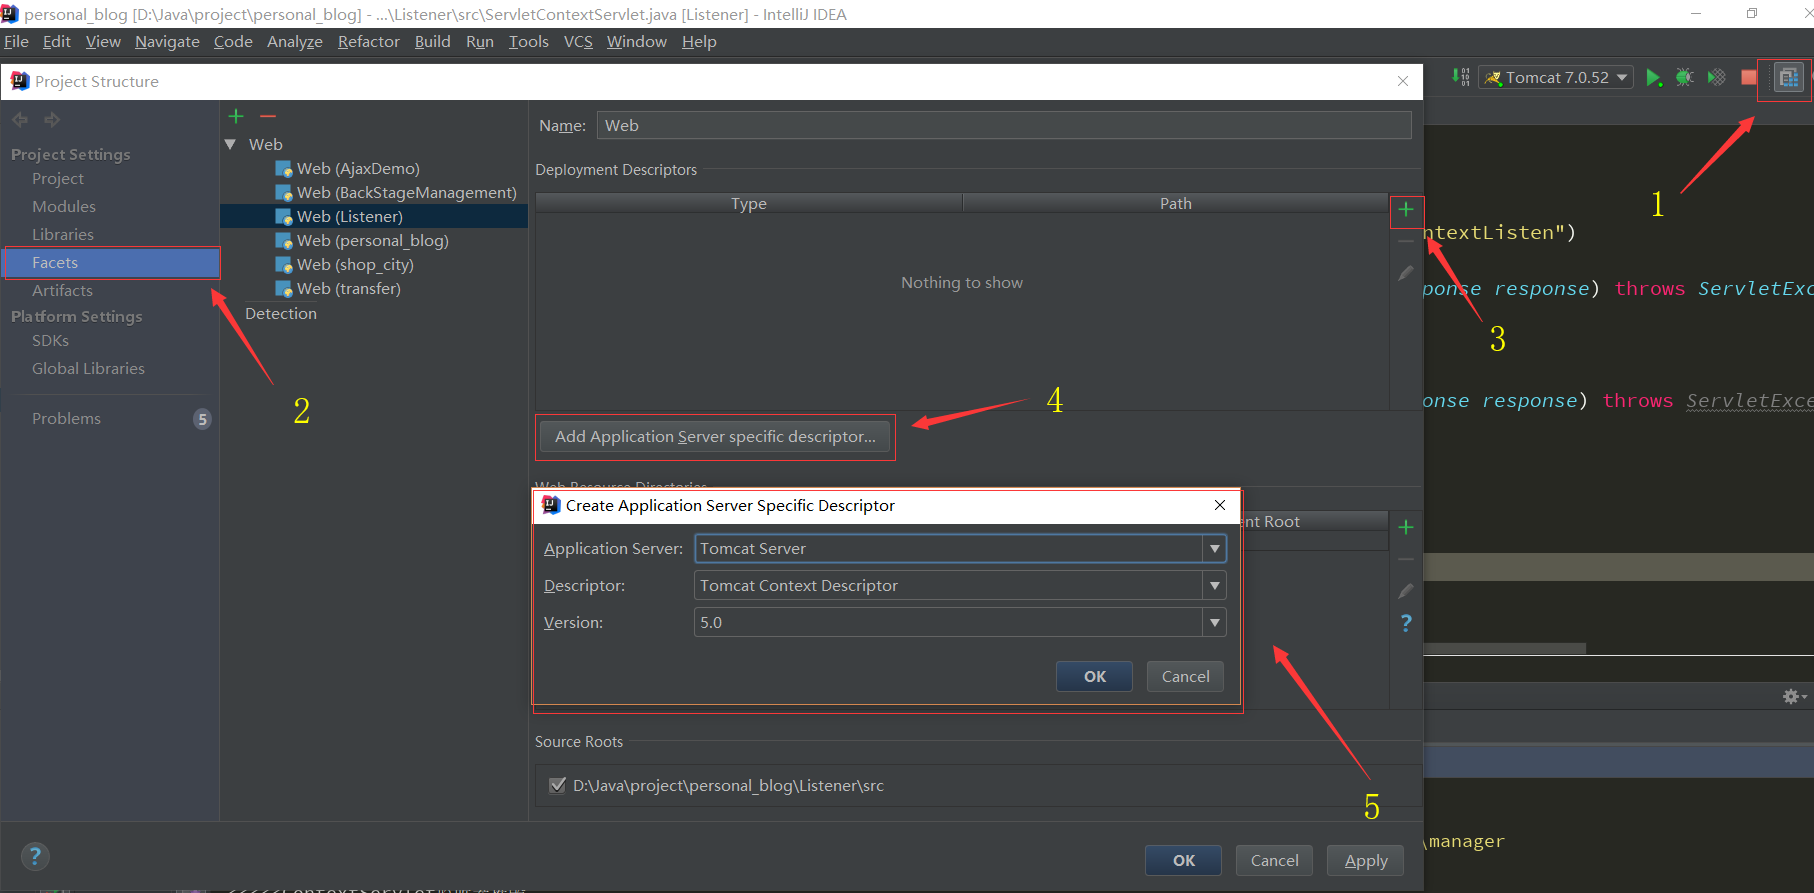 personal_blog [D:\Java\project\personal_blog] - ...\Listener\src\ServletContextServlet.java [Listener] - IntelliJ IDEA
File Edit View Navigate Code Analyze Refactor Build Run Tools VCS Window Help
Project Structure
Tomcat 7.0.52
1
Project Settings
Project
Modules
Libraries
Facets
Artifacts
Platform Settings
SDKs
Global Libraries
Problems 5
2
Web
Web (AjaxDemo)
Web (BackStageManagement)
Web (Listener)
Web (personal_blog)
Web (shop_city)
Web (transfer)
Detection
Name: Web
Deployment Descriptors
Type Path
Nothing to show
3
4
Add Application Server specific descriptor...
Web Resource Directories
ent Root
Create Application Server Specific Descriptor
Application Server: Tomcat Server
Descriptor: Tomcat Context Descriptor
Version: 5.0
OK Cancel
5
Source Roots
D:\Java\project\personal_blog\Listener\src
OK Cancel Apply
ntextListen")
ponse response) throws ServletExc
onse response) throws ServletExce
\manager